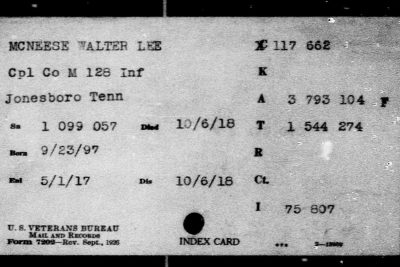 MCNEESE WALTER LEE XC 117 662
Cpl Co M 128 Inf K
Jonesboro Tenn A 3 793 104 F
Sn 1 099 057 Died 10/6/18 T 1 544 274
Born 9/23/97 R
Enl 5/1/17 Dis 10/6/18 Ct.
I 75 807
U. S. VETERANS BUREAU
MAIL AND RECORDS
Form 7202—Rev. Sept., 1926 INDEX CARD